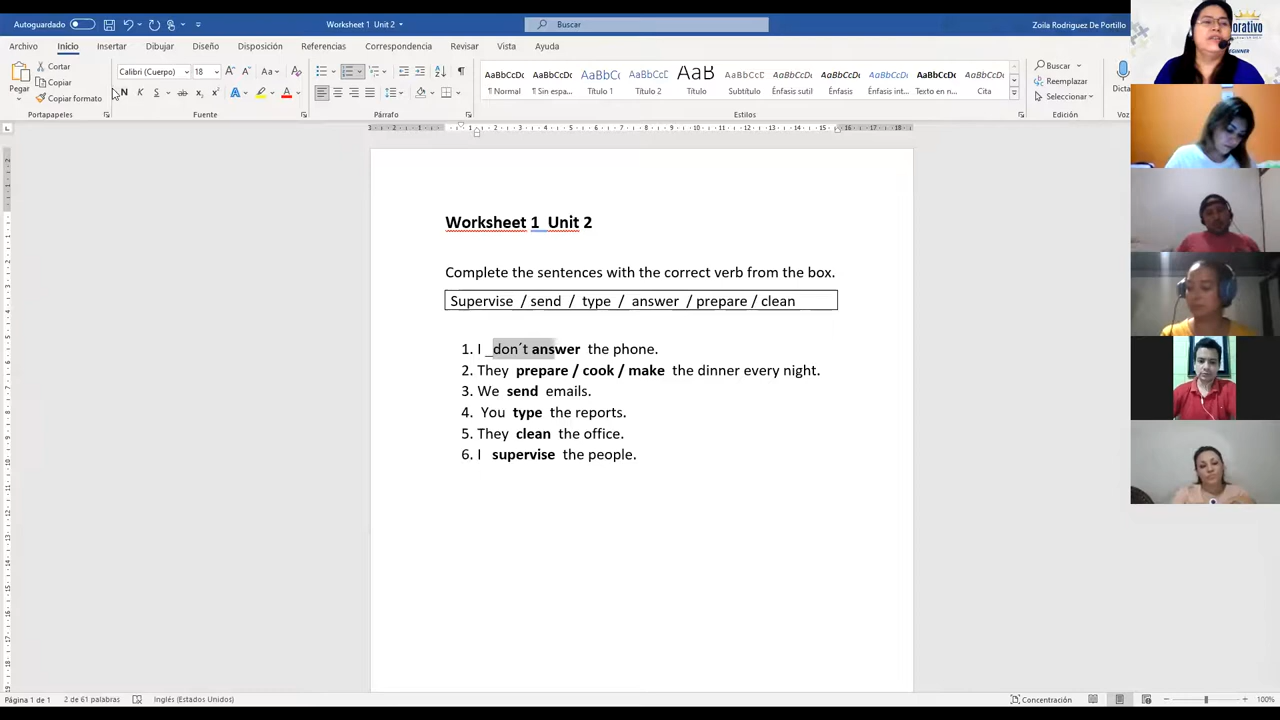 Autoguardado
Worksheet 1 Unit 2
Buscar
Zoila Rodriguez De Portillo
Archivo Inicio Insertar Dibujar Diseño Disposición Referencias Correspondencia Revisar Vista Ayuda
Pegar
Cortar
Copiar
Copiar formato
Portapapeles
Calibri (Cuerpo) 18
N K S
Fuente
Párrafo
AaBbCcDc AaBbCcDc AaBbCc AaBbCcC AaB AaBbCcD AaBbCcDc AaBbCcDc AaBbCcDc AaBbCcDc AaBbCcDc
¶ Normal ¶ Sin espa... Título 1 Título 2 Título Subtítulo Énfasis sutil Énfasis Énfasis int... Texto en n... Cita
Estilos
Buscar
Reemplazar
Seleccionar
Edición
Dicta
Voz
orativo
Worksheet 1 Unit 2
Complete the sentences with the correct verb from the box.
Supervise / send / type / answer / prepare / clean
1. I _don´t answer the phone.
2. They prepare / cook / make the dinner every night.
3. We send emails.
4. You type the reports.
5. They clean the office.
6. I supervise the people.
Página 1 de 1 2 de 61 palabras Inglés (Estados Unidos) Concentración 100%